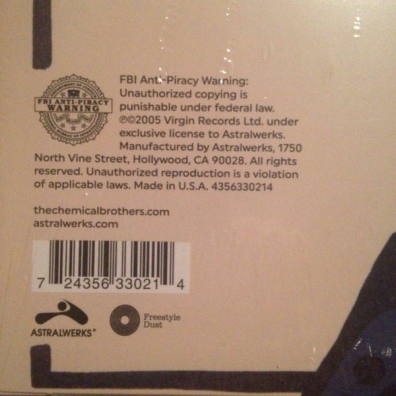 FBI Anti-Piracy Warning:
Unauthorized copying is
punishable under federal law.
℗©2005 Virgin Records Ltd. under
exclusive license to Astralwerks.
Manufactured by Astralwerks, 1750
North Vine Street, Hollywood, CA 90028. All rights
reserved. Unauthorized reproduction is a violation
of applicable laws. Made in U.S.A. 4356330214
FBI ANTI-PIRACY
WARNING
thechemicalbrothers.com
astralwerks.com
7 24356 33021 4
ASTRALWERKS
Freestyle
Dust